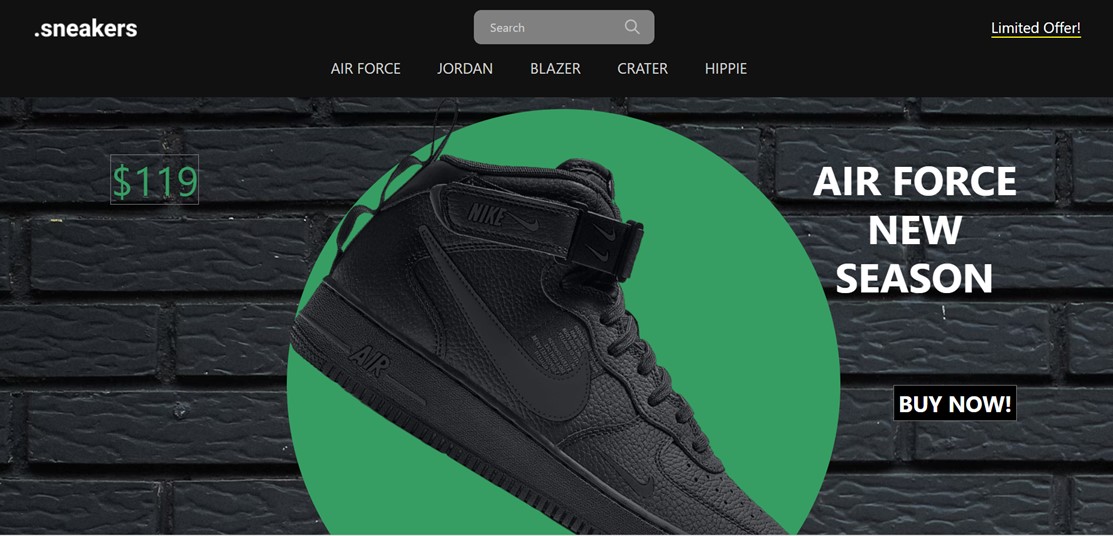 .sneakers
Search
Limited Offer!
AIR FORCE
JORDAN
BLAZER
CRATER
HIPPIE
$119
NIKE
AIR
AIR FORCE
NEW
SEASON
BUY NOW!